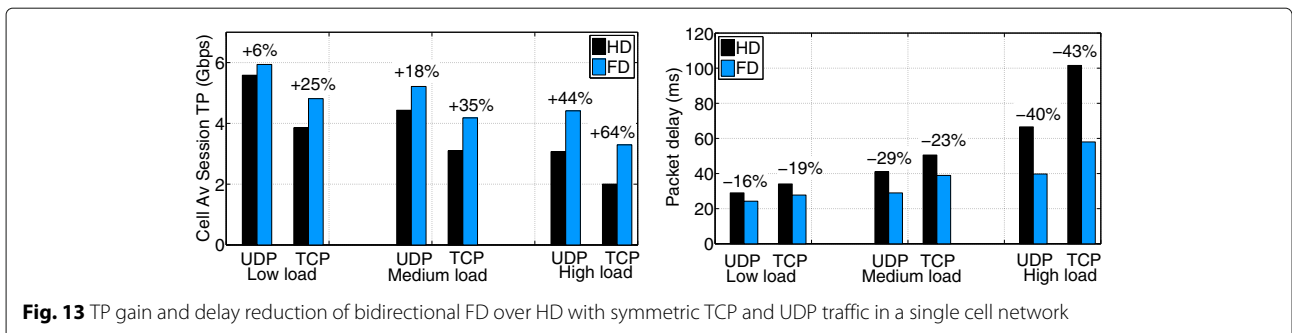 Cell Av Session TP (Gbps)
6
4
2
0
+6%
+25%
+18%
+35%
+44%
+64%
HD
FD
UDP TCP
Low load
UDP TCP
Medium load
UDP TCP
High load
Packet delay (ms)
120
100
80
60
40
20
0
HD
FD
−16%
−19%
−29%
−23%
−40%
−43%
UDP TCP
Low load
UDP TCP
Medium load
UDP TCP
High load
Fig. 13 TP gain and delay reduction of bidirectional FD over HD with symmetric TCP and UDP traffic in a single cell network